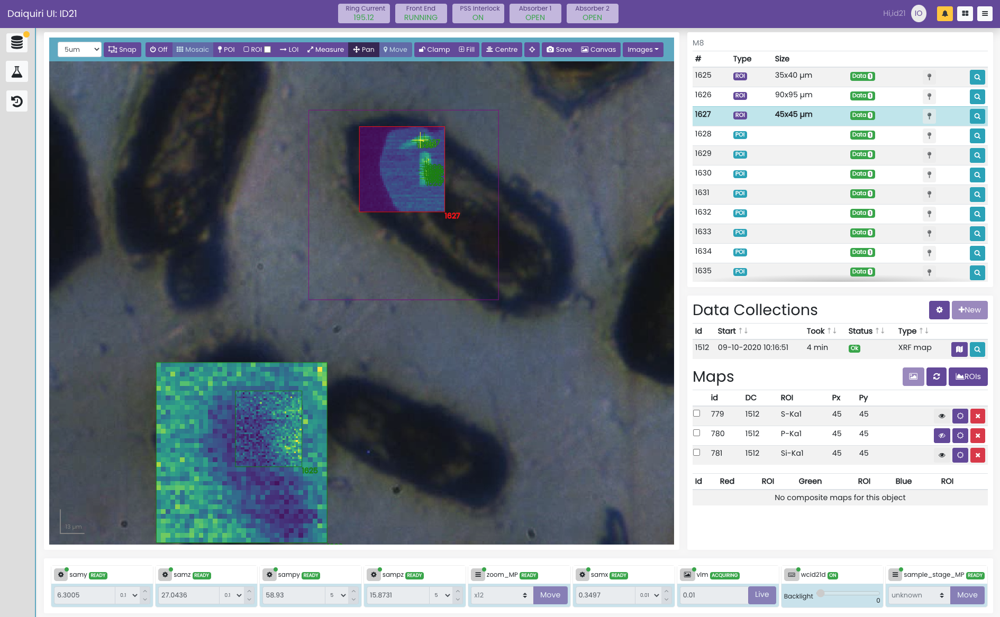 Daiquiri UI: ID21
Ring Current
195.12
Front End
RUNNING
PSS Interlock
ON
Absorber 1
OPEN
Absorber 2
OPEN
Hi,id21 IO
5um Snap Off Mosaic POI ROI LOI Measure Pan Move Clamp Fill Centre Save Canvas Images
1627
1625
13 µm
M8
# Type Size
1625 ROI 35x40 µm Data 1
1626 ROI 90x95 µm Data 1
1627 ROI 45x45 µm Data 1
1628 POI Data 1
1629 POI Data 1
1630 POI Data 1
1631 POI Data 1
1632 POI Data 1
1633 POI Data 1
1634 POI Data 1
1635 POI Data 1
Data Collections +New
Id Start ↑↓ Took ↑↓ Status ↑↓ Type ↑↓
1512 09-10-2020 10:16:51 4 min Ok XRF map
Maps ROIs
id DC ROI Px Py
779 1512 S-Ka1 45 45
780 1512 P-Ka1 45 45
781 1512 Si-Ka1 45 45
Id Red ROI Green ROI Blue ROI
No composite maps for this object
samy READY
6.3005 0.1
samz READY
27.0436 0.1
sampy READY
58.93 5
sampz READY
15.8731 5
zoom_MP READY
x12 Move
samx READY
0.3497 0.01
vlm ACQUIRING
0.01 Live
wcid21d ON
Backlight 0
sample_stage_MP READY
unknown Move